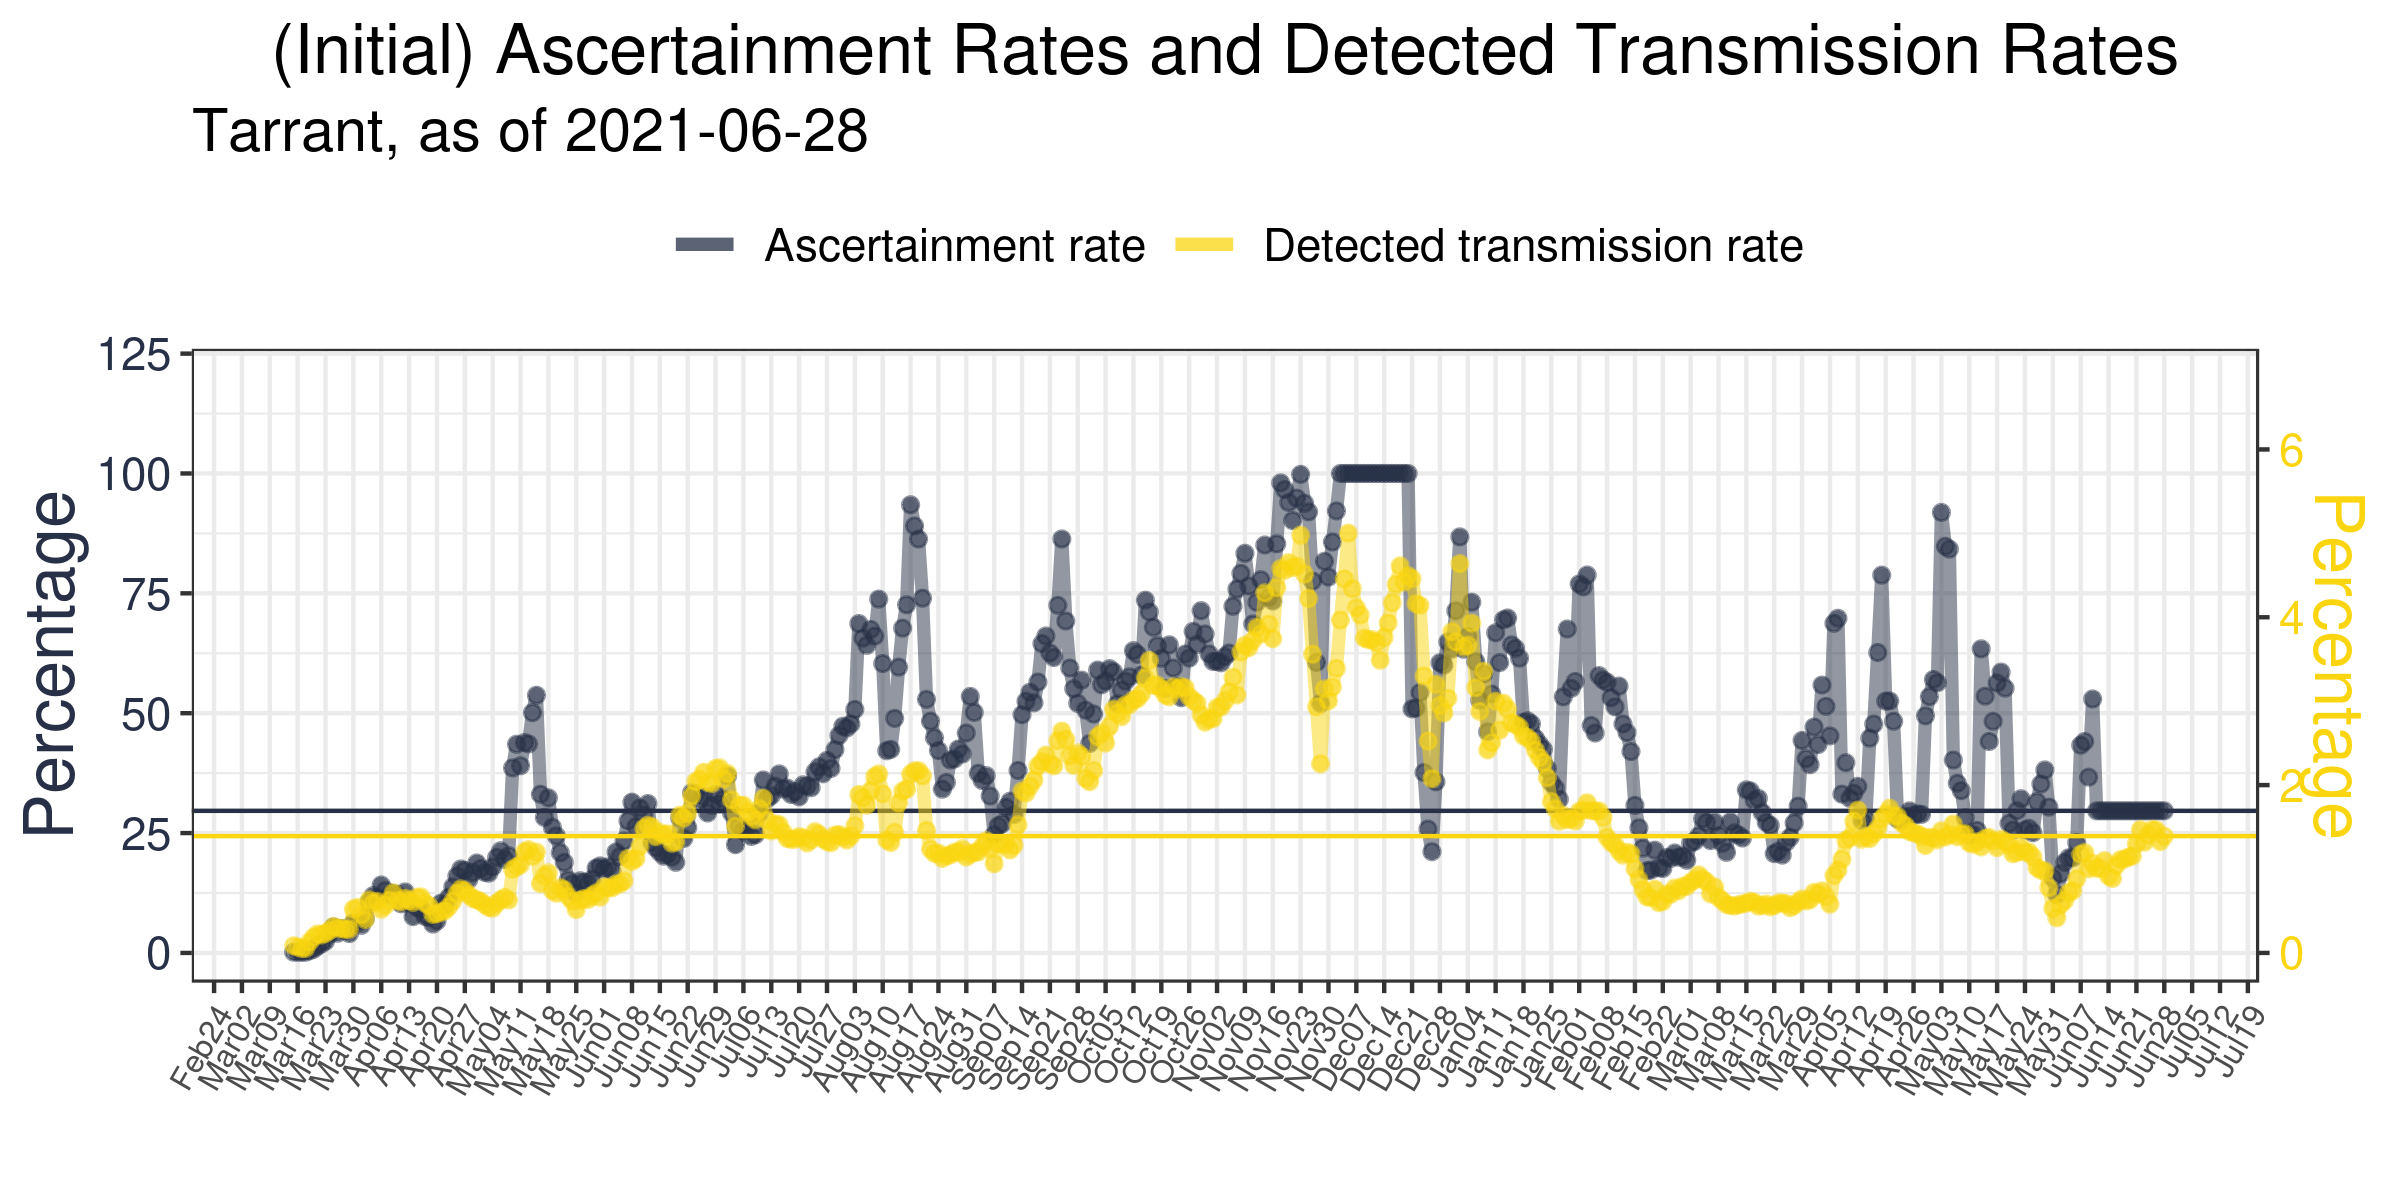 (Initial) Ascertainment Rates and Detected Transmission Rates
Tarrant, as of 2021-06-28
Ascertainment rate
Detected transmission rate
Percentage
125
100
75
50
25
0
6
4
2
0
Percentage
Feb24
Mar02
Mar09
Mar16
Mar23
Mar30
Apr06
Apr13
Apr20
Apr27
May04
May11
May18
May25
Jun01
Jun08
Jun15
Jun22
Jun29
Jul06
Jul13
Jul20
Jul27
Aug03
Aug10
Aug17
Aug24
Aug31
Sep07
Sep14
Sep21
Sep28
Oct05
Oct12
Oct19
Oct26
Nov02
Nov09
Nov16
Nov23
Nov30
Dec07
Dec14
Dec21
Dec28
Jan04
Jan11
Jan18
Jan25
Feb01
Feb08
Feb15
Feb22
Mar01
Mar08
Mar15
Mar22
Mar29
Apr05
Apr12
Apr19
Apr26
May03
May10
May17
May24
May31
Jun07
Jun14
Jun21
Jun28
Jul05
Jul12
Jul19